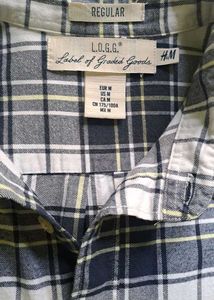 REGULAR
L.O.G.G.®
Label of Graded Goods
H&M
EUR M
US M
CA M
CN 175/100A
MX M